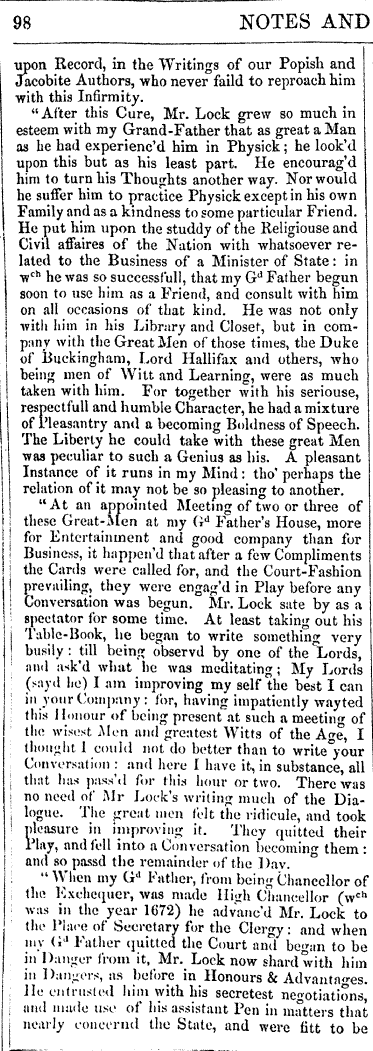 98 NOTES AND
upon Record, in the Writings of our Popish and
Jacobite Authors, who never faild to reproach him
with this Infirmity.
"After this Cure, Mr. Lock grew so much in
esteem with my Grand-Father that as great a Man
as he had experienc'd him in Physick; he look'd
upon this but as his least part. He encourag'd
him to turn his Thoughts another way. Nor would
he suffer him to practice Physick except in his own
Family and as a kindness to some particular Friend.
He put him upon the studdy of the Religiouse and
Civil affaires of the Nation with whatsoever re-
lated to the Business of a Minister of State: in
wch he was so successfull, that my Gd Father begun
soon to use him as a Friend, and consult with him
on all occasions of that kind. He was not only
with him in his Library and Closet, but in com-
pany with the Great Men of those times, the Duke
of Buckingham, Lord Hallifax and others, who
being men of Witt and Learning, were as much
taken with him. For together with his seriouse,
respectfull and humble Character, he had a mixture
of Pleasantry and a becoming Boldness of Speech.
The Liberty he could take with these great Men
was peculiar to such a Genius as his. A pleasant
Instance of it runs in my Mind: tho' perhaps the
relation of it may not be so pleasing to another.
"At an appointed Meeting of two or three of
these Great-Men at my Gd Father's House, more
for Entertainment and good company than for
Business, it happen'd that after a few Compliments
the Cards were called for, and the Court-Fashion
prevailing, they were engag'd in Play before any
Conversation was begun. Mr. Lock sate by as a
spectator for some time. At least taking out his
Table-Book, he began to write something very
busily: till being observd by one of the Lords,
and ask'd what he was meditating; My Lords
(sayd he) I am improving my self the best I can
in your Company: for, having impatiently wayted
this Honour of being present at such a meeting of
the wisest Men and greatest Witts of the Age, I
thought I could not do better than to write your
Conversation: and here I have it, in substance, all
that has pass'd for this hour or two. There was
no need of Mr Lock's writing much of the Dia-
logue. The great men felt the ridicule, and took
pleasure in improving it. They quitted their
Play, and fell into a Conversation becoming them:
and so passd the remainder of the Day.
"When my Gd Father, from being Chancellor of
the Exchequer, was made High Chancellor (wch
was in the year 1672) he advanc'd Mr. Lock to
the Place of Secretary for the Clergy: and when
my Gd Father quitted the Court and began to be
in Danger from it, Mr. Lock now shard with him
in Dangers, as before in Honours & Advantages.
He entrusted him with his secretest negotiations,
and made use of his assistant Pen in matters that
nearly concernd the State, and were fitt to be